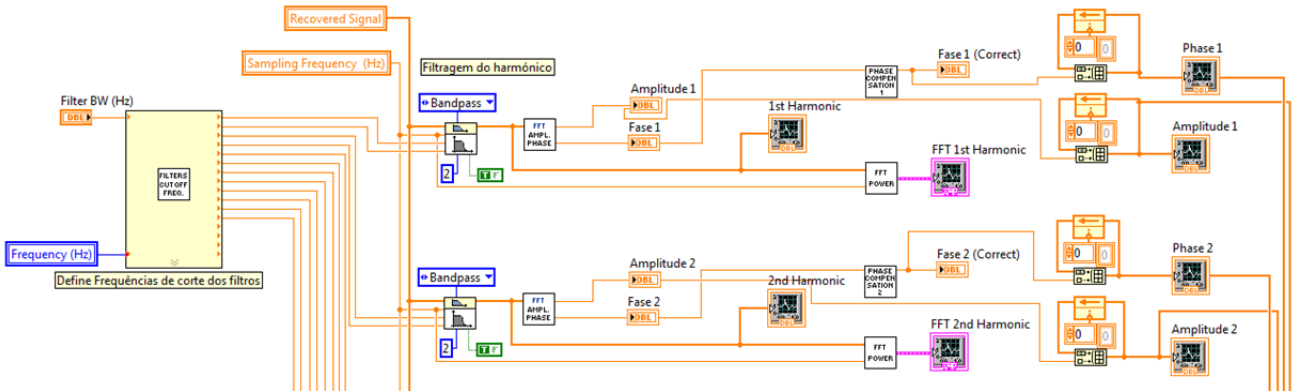 Recovered Signal
Sampling Frequency (Hz)
Filter BW (Hz)
DBL
FILTERS
CUT OFF
FREQ.
Frequency (Hz)
Define Frequências de corte dos filtros
Filtragem do harmónico
Bandpass
2
T F
FFT
AMPL.
PHASE
Amplitude 1
DBL
Fase 1
DBL
1st Harmonic
DBL
PHASE
COMPEN
SATION
1
Fase 1 (Correct)
DBL
FFT
POWER
FFT 1st Harmonic
0
0
Phase 1
DBL
0
0
Amplitude 1
DBL
Bandpass
2
T F
FFT
AMPL.
PHASE
Amplitude 2
DBL
Fase 2
DBL
2nd Harmonic
DBL
PHASE
COMPEN
SATION
2
Fase 2 (Correct)
DBL
FFT
POWER
FFT 2nd Harmonic
0
0
Phase 2
DBL
0
0
Amplitude 2
DBL